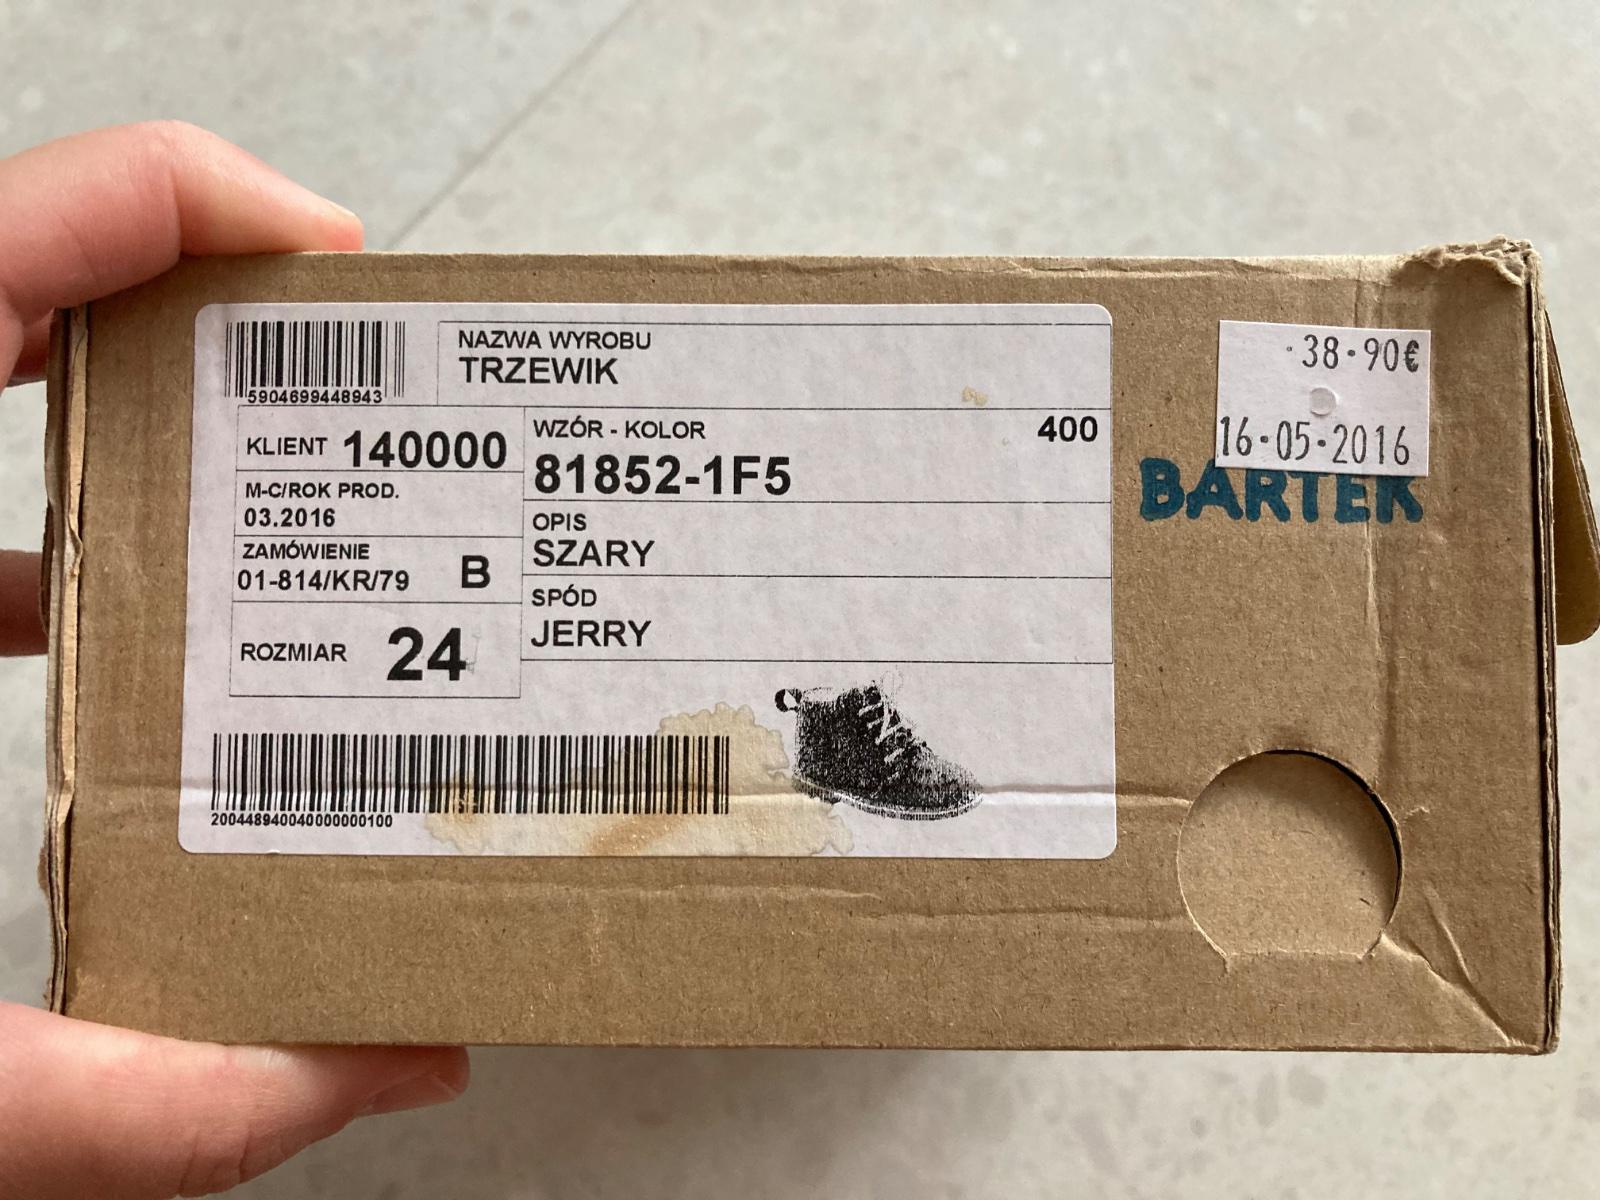 5904699448943
NAZWA WYROBU
TRZEWIK
KLIENT 140000
M-C/ROK PROD.
03.2016
ZAMÓWIENIE
01-814/KR/79 B
ROZMIAR 24
WZÓR - KOLOR 400
81852-1F5
OPIS
SZARY
SPÓD
JERRY
200448940040000000100
38·90€
16·05·2016
BARTEK